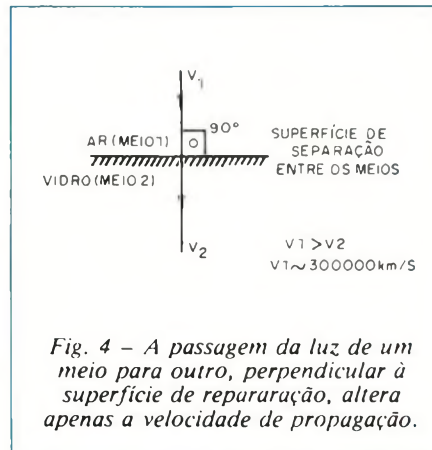 V1
90°
AR (MEIO 1)
O
SUPERFÍCIE DE
SEPARAÇÃO
ENTRE OS MEIOS
VIDRO (MEIO 2)
V2
V1 > V2
V1 ~ 300000 km/S
Fig. 4 – A passagem da luz de um
meio para outro, perpendicular à
superfície de repararação, altera
apenas a velocidade de propagação.